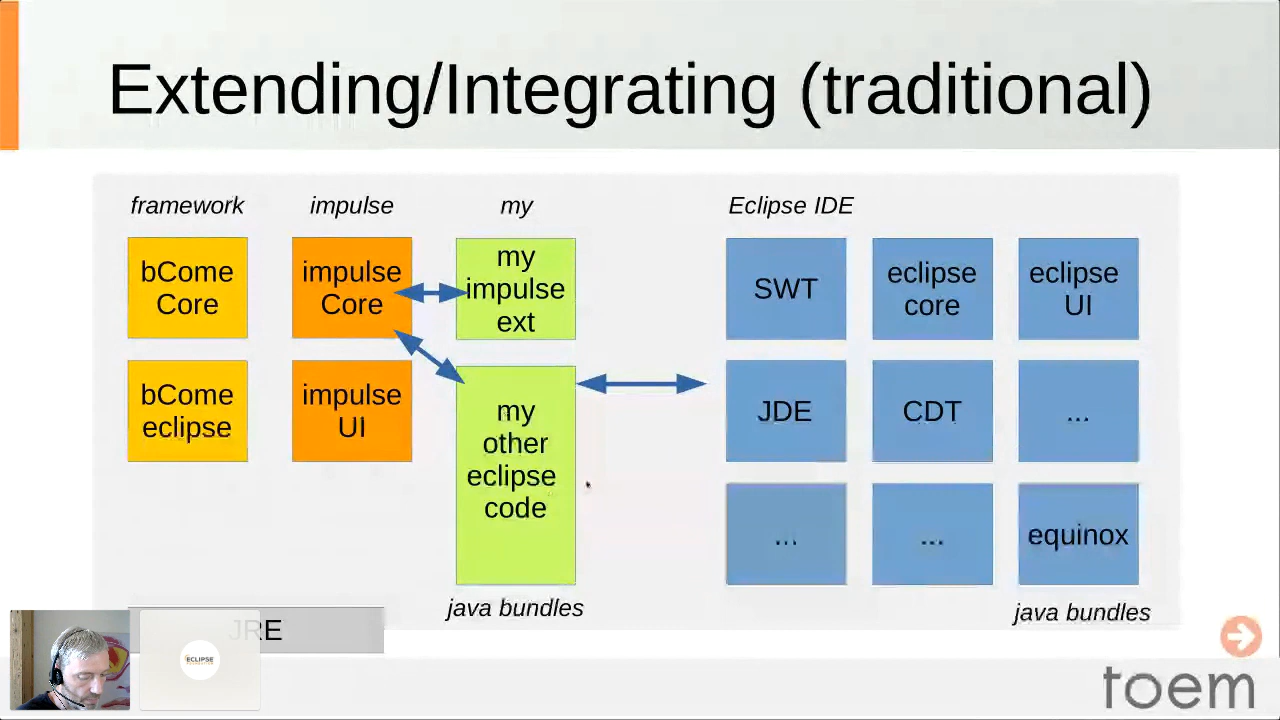 Extending/Integrating (traditional)
framework
impulse
my
Eclipse IDE
bCome
Core
impulse
Core
my
impulse
ext
SWT
eclipse
core
eclipse
UI
bCome
eclipse
impulse
UI
my
other
eclipse
code
JDE
CDT
...
...
...
equinox
java bundles
java bundles
JRE
ECLIPSE
toem